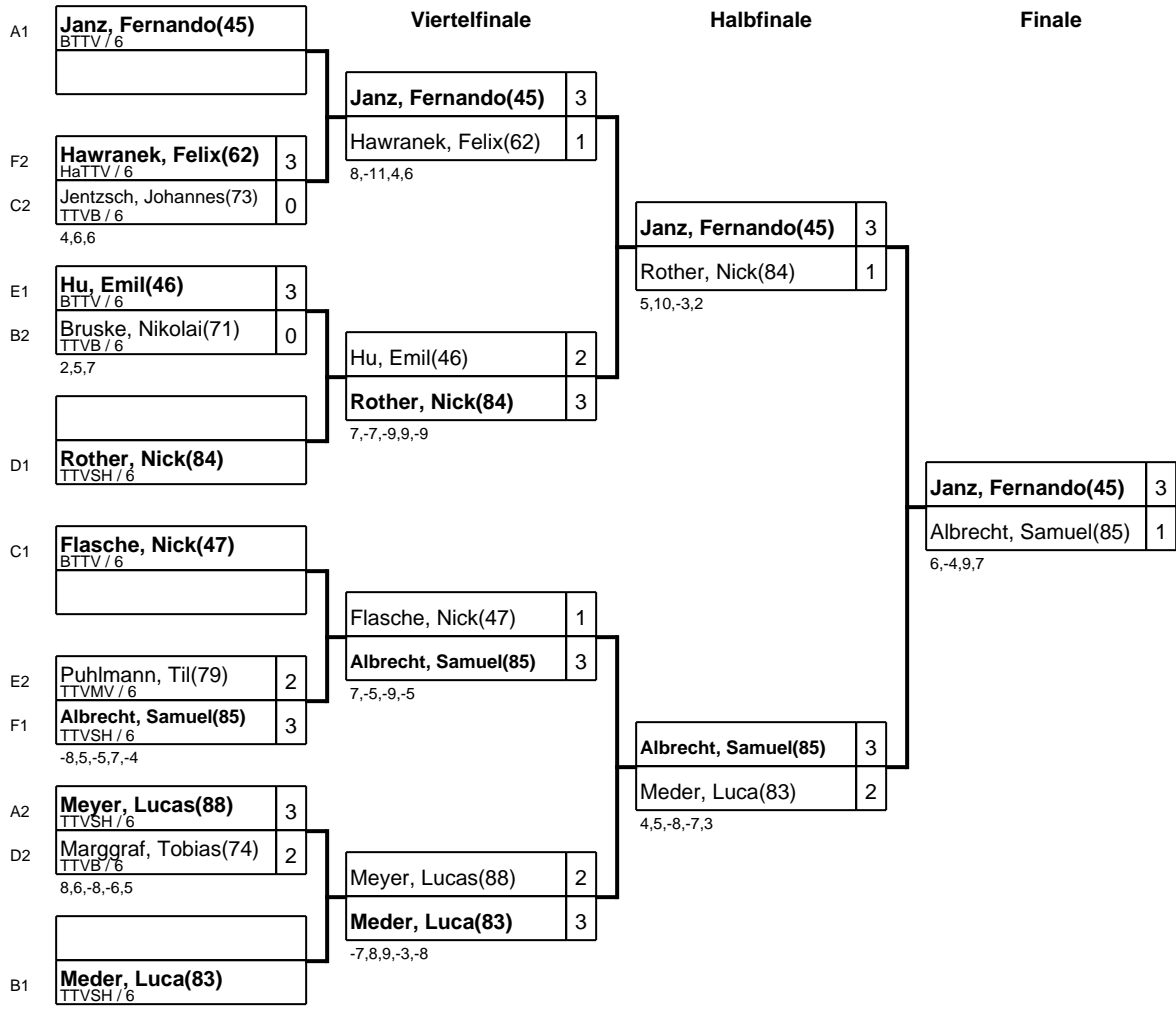 Viertelfinale
Halbfinale
Finale
A1
Janz, Fernando(45)
BTTV / 6
F2
Hawranek, Felix(62)
HaTTV / 6
3
C2
Jentzsch, Johannes(73)
TTVB / 6
0
4,6,6
E1
Hu, Emil(46)
BTTV / 6
3
B2
Bruske, Nikolai(71)
TTVB / 6
0
2,5,7
D1
Rother, Nick(84)
TTVSH / 6
C1
Flasche, Nick(47)
BTTV / 6
E2
Puhlmann, Til(79)
TTVMV / 6
2
F1
Albrecht, Samuel(85)
TTVSH / 6
3
-8,5,-5,7,-4
A2
Meyer, Lucas(88)
TTVSH / 6
3
D2
Marggraf, Tobias(74)
TTVB / 6
2
8,6,-8,-6,5
B1
Meder, Luca(83)
TTVSH / 6
Janz, Fernando(45) 3
Hawranek, Felix(62) 1
8,-11,4,6
Hu, Emil(46) 2
Rother, Nick(84) 3
7,-7,-9,9,-9
Flasche, Nick(47) 1
Albrecht, Samuel(85) 3
7,-5,-9,-5
Meyer, Lucas(88) 2
Meder, Luca(83) 3
-7,8,9,-3,-8
Janz, Fernando(45) 3
Rother, Nick(84) 1
5,10,-3,2
Albrecht, Samuel(85) 3
Meder, Luca(83) 2
4,5,-8,-7,3
Janz, Fernando(45) 3
Albrecht, Samuel(85) 1
6,-4,9,7